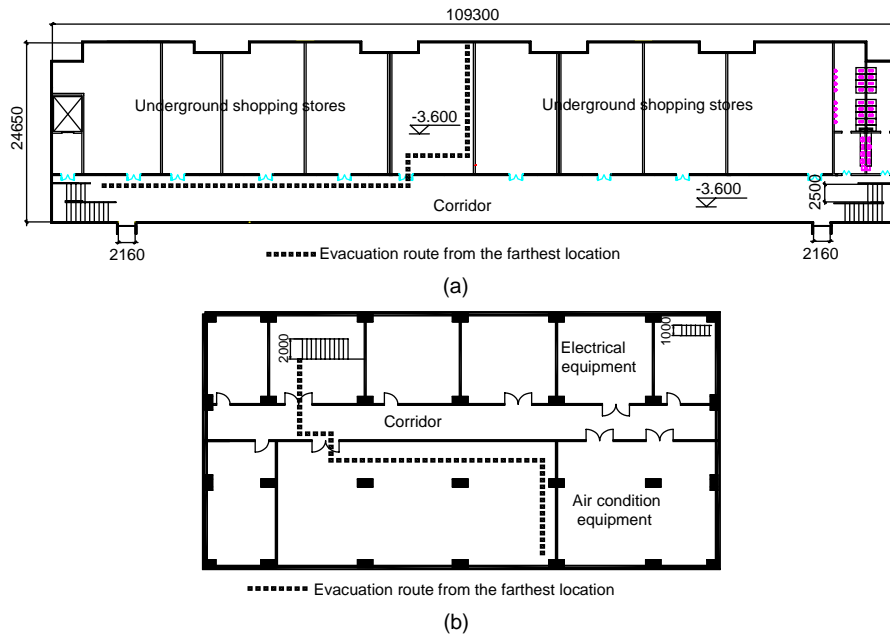 109300
24650
Underground shopping stores
Underground shopping stores
-3.600
-3.600
2500
Corridor
2160
2160
Evacuation route from the farthest location
(a)
2000
1000
Electrical
equipment
Corridor
Air condition
equipment
Evacuation route from the farthest location
(b)